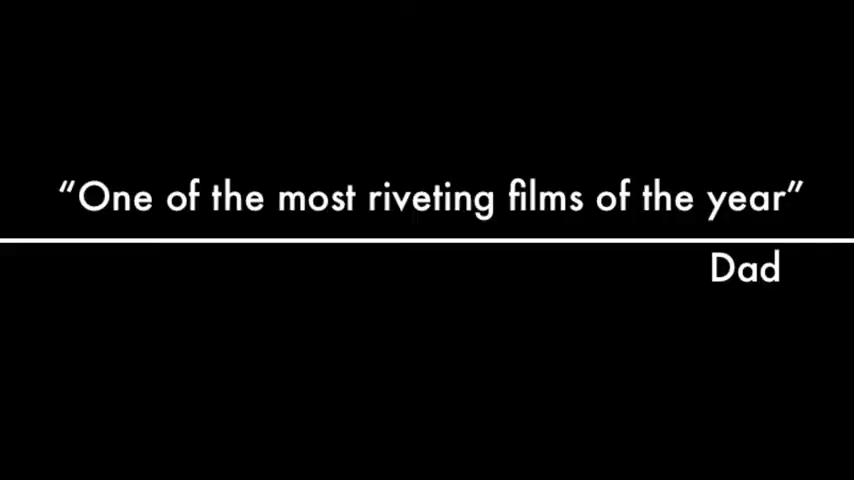 “One of the most riveting films of the year”
Dad